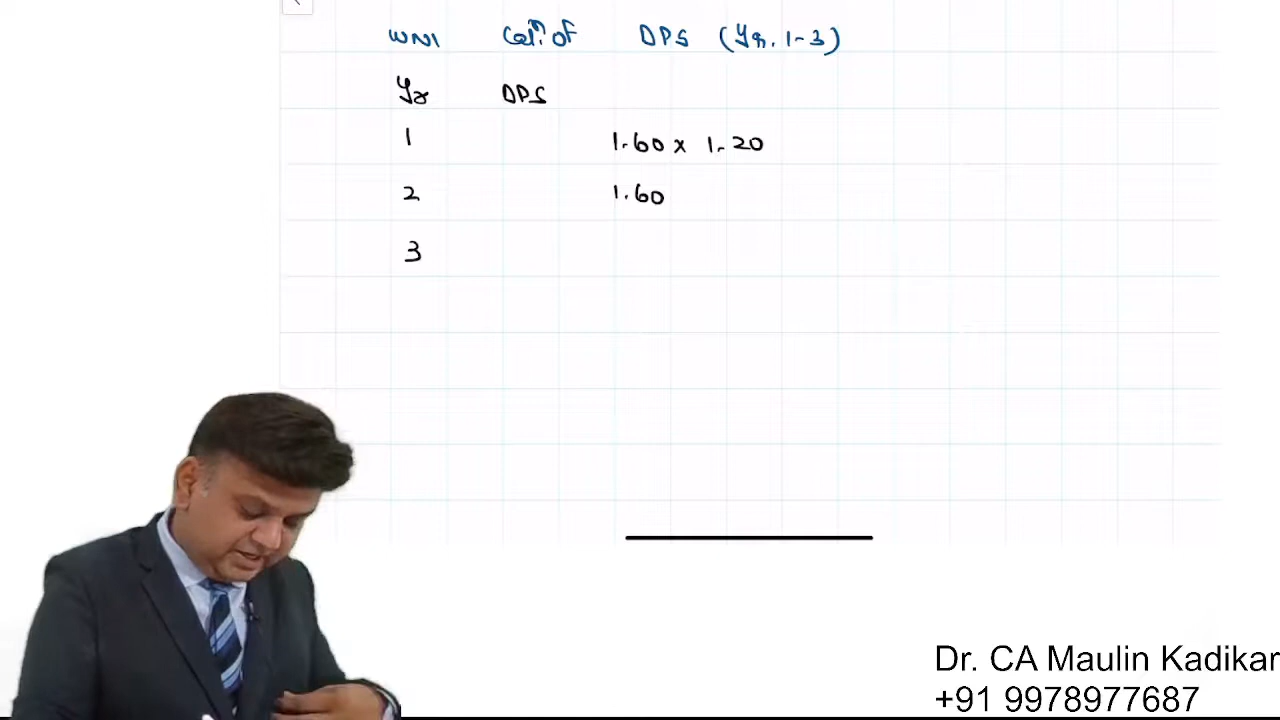 WN1 Calⁿ. of DPS (Yr. 1-3)
Yr DPS
1 1.60 x 1.20
2 1.60
3
Dr. CA Maulin Kadikar
+91 9978977687